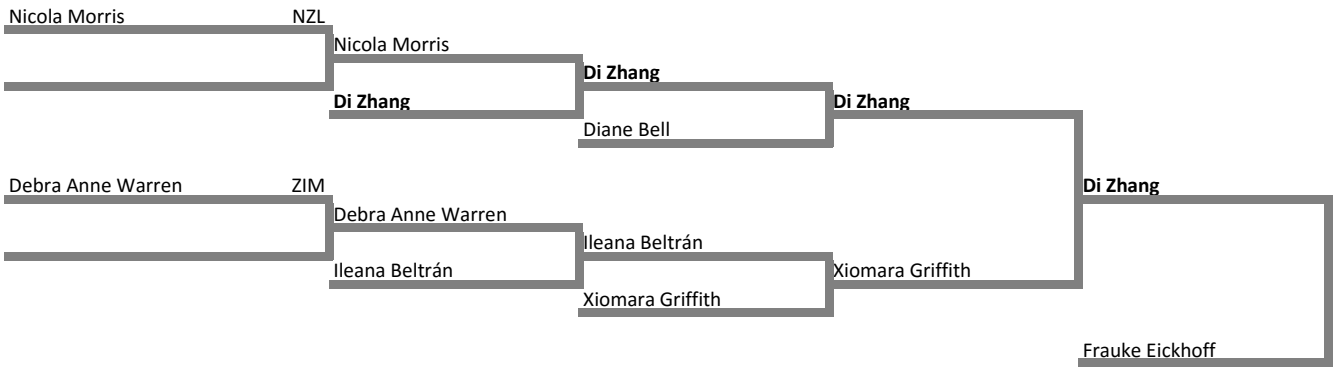 Nicola Morris NZL
Nicola Morris
Di Zhang
Di Zhang
Di Zhang
Diane Bell
Debra Anne Warren ZIM
Di Zhang
Debra Anne Warren
Ileana Beltrán
Ileana Beltrán
Xiomara Griffith
Xiomara Griffith
Frauke Eickhoff